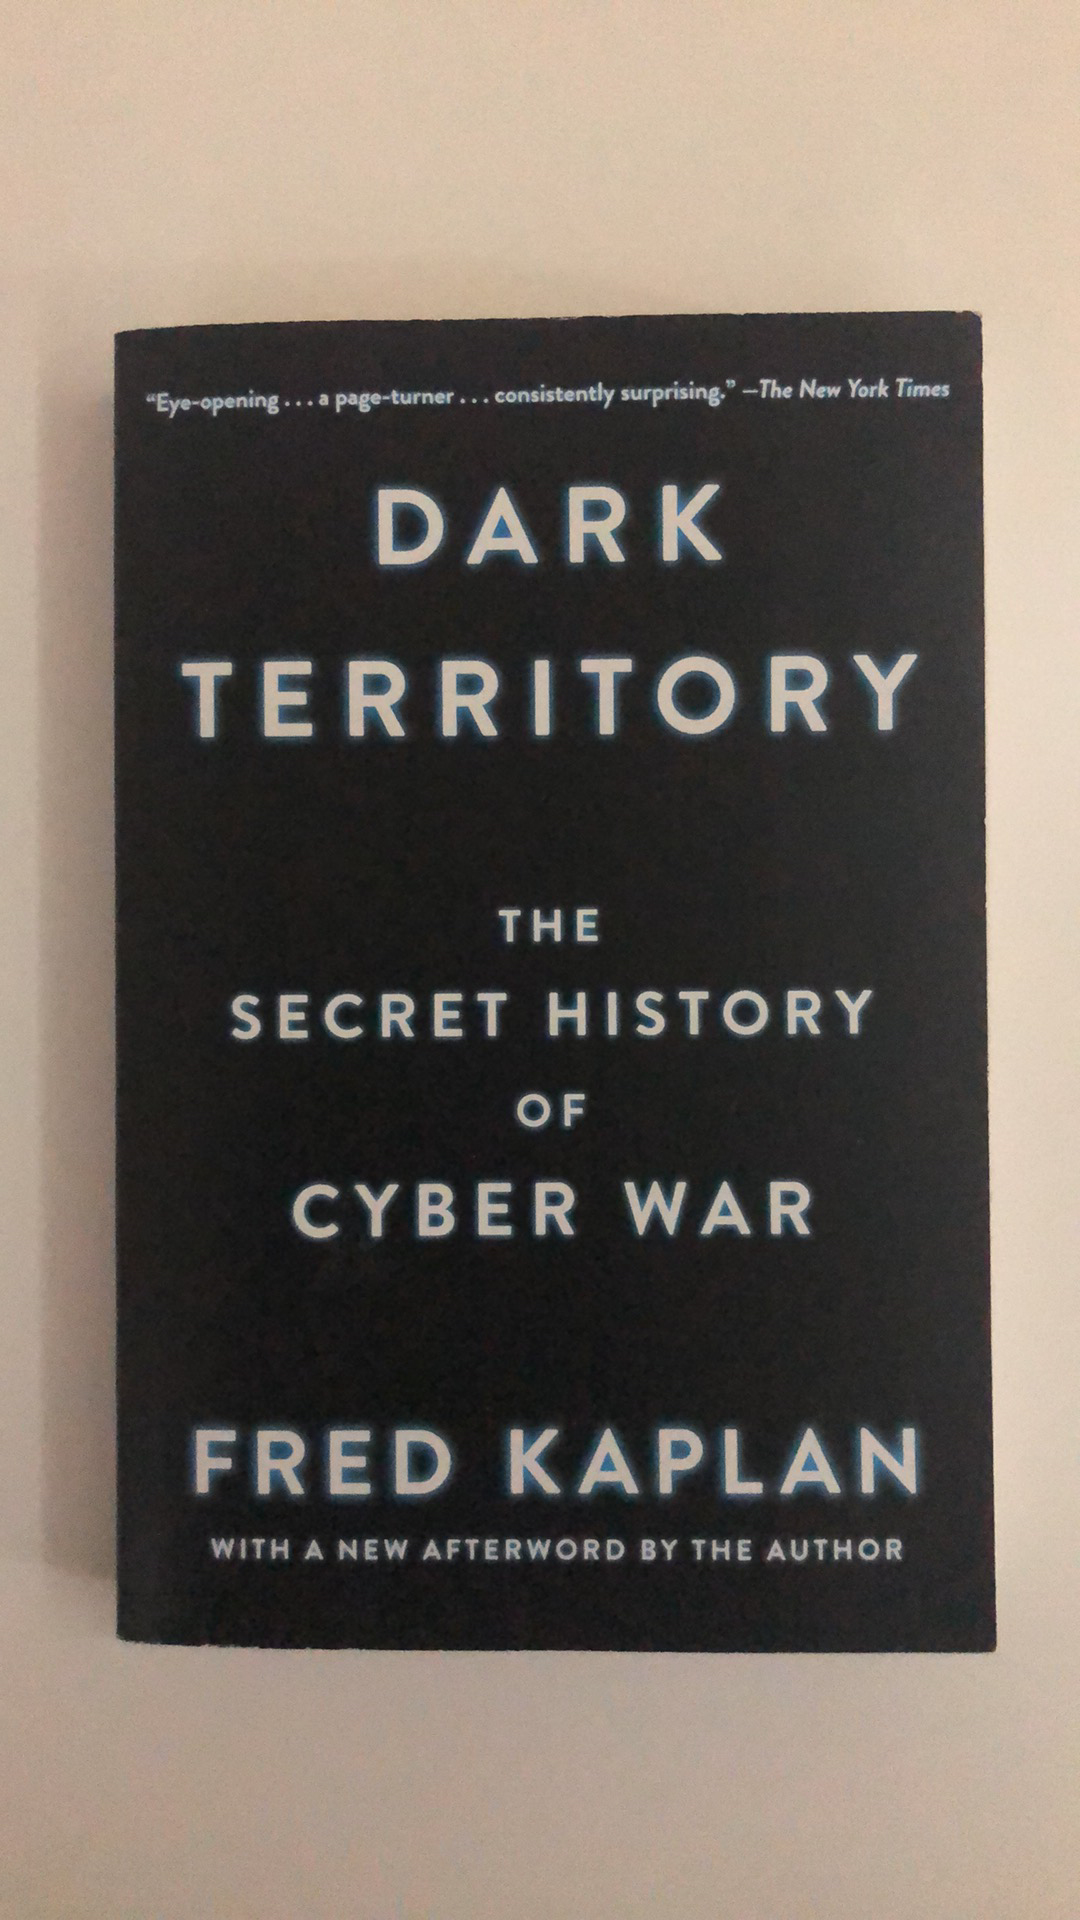 “Eye-opening . . . a page-turner . . . consistently surprising.” —The New York Times
DARK
TERRITORY
THE
SECRET HISTORY
OF
CYBER WAR
FRED KAPLAN
WITH A NEW AFTERWORD BY THE AUTHOR